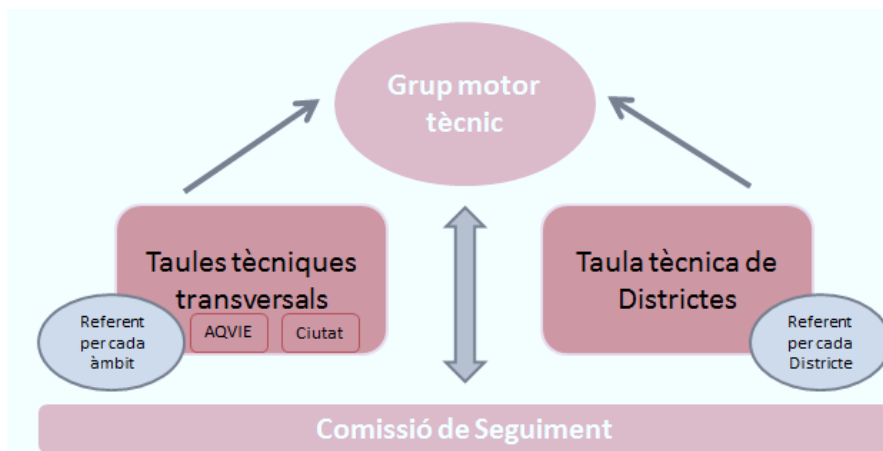 Grup motor
tècnic
Taules tècniques
transversals
AQVIE
Ciutat
Referent
per cada
àmbit
Taula tècnica de
Districtes
Referent
per cada
Districte
Comissió de Seguiment